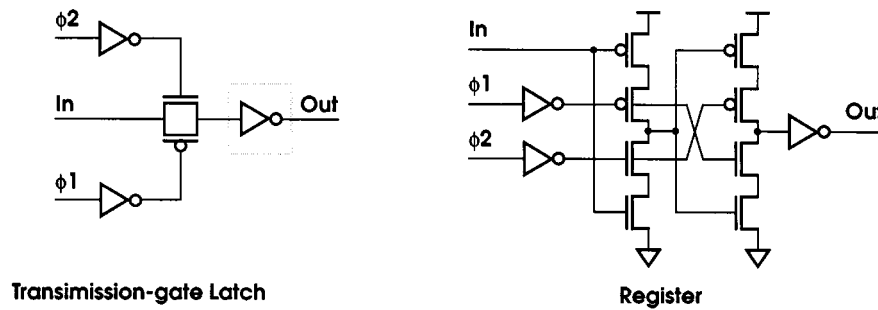 ϕ2
In
Out
ϕ1
Transimission-gate Latch
In
ϕ1
ϕ2
Out
Register